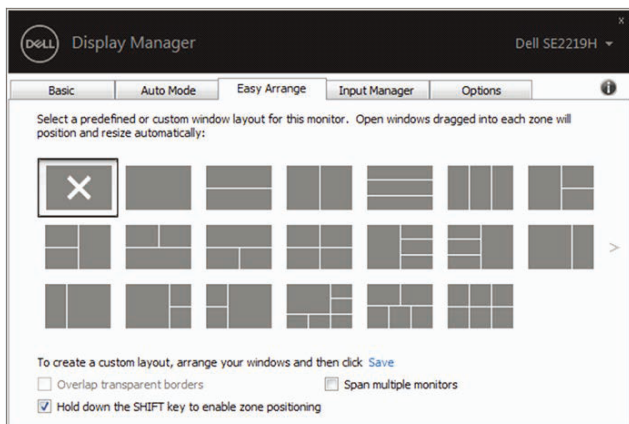 x
DELL Display Manager Dell SE2219H
Basic Auto Mode Easy Arrange Input Manager Options i
Select a predefined or custom window layout for this monitor. Open windows dragged into each zone will
position and resize automatically:
>
To create a custom layout, arrange your windows and then click Save
Overlap transparent borders Span multiple monitors
Hold down the SHIFT key to enable zone positioning